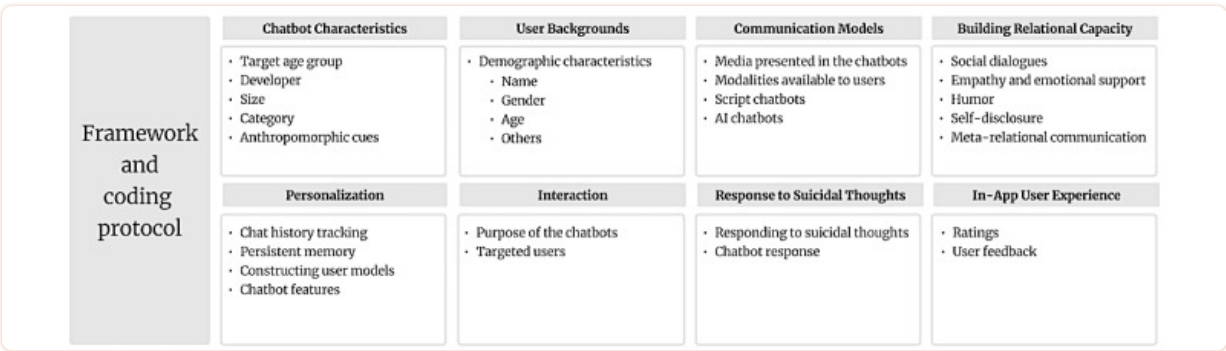 Framework
and
coding
protocol
Chatbot Characteristics
· Target age group
· Developer
· Size
· Category
· Anthropomorphic cues
User Backgrounds
· Demographic characteristics
· Name
· Gender
· Age
· Others
Communication Models
· Media presented in the chatbots
· Modalities available to users
· Script chatbots
· AI chatbots
Building Relational Capacity
· Social dialogues
· Empathy and emotional support
· Humor
· Self-disclosure
· Meta-relational communication
Personalization
· Chat history tracking
· Persistent memory
· Constructing user models
· Chatbot features
Interaction
· Purpose of the chatbots
· Targeted users
Response to Suicidal Thoughts
· Responding to suicidal thoughts
· Chatbot response
In-App User Experience
· Ratings
· User feedback